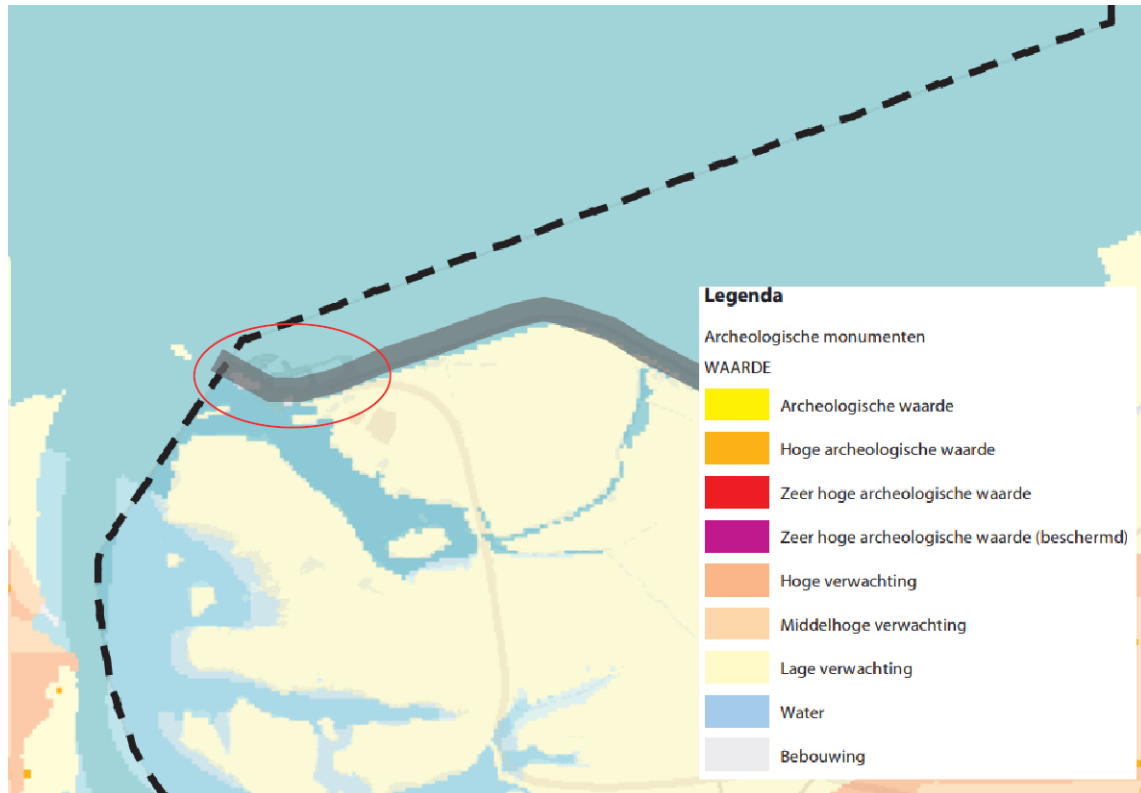 Legenda
Archeologische monumenten
WAARDE
Archeologische waarde
Hoge archeologische waarde
Zeer hoge archeologische waarde
Zeer hoge archeologische waarde (beschermd)
Hoge verwachting
Middelhoge verwachting
Lage verwachting
Water
Bebouwing